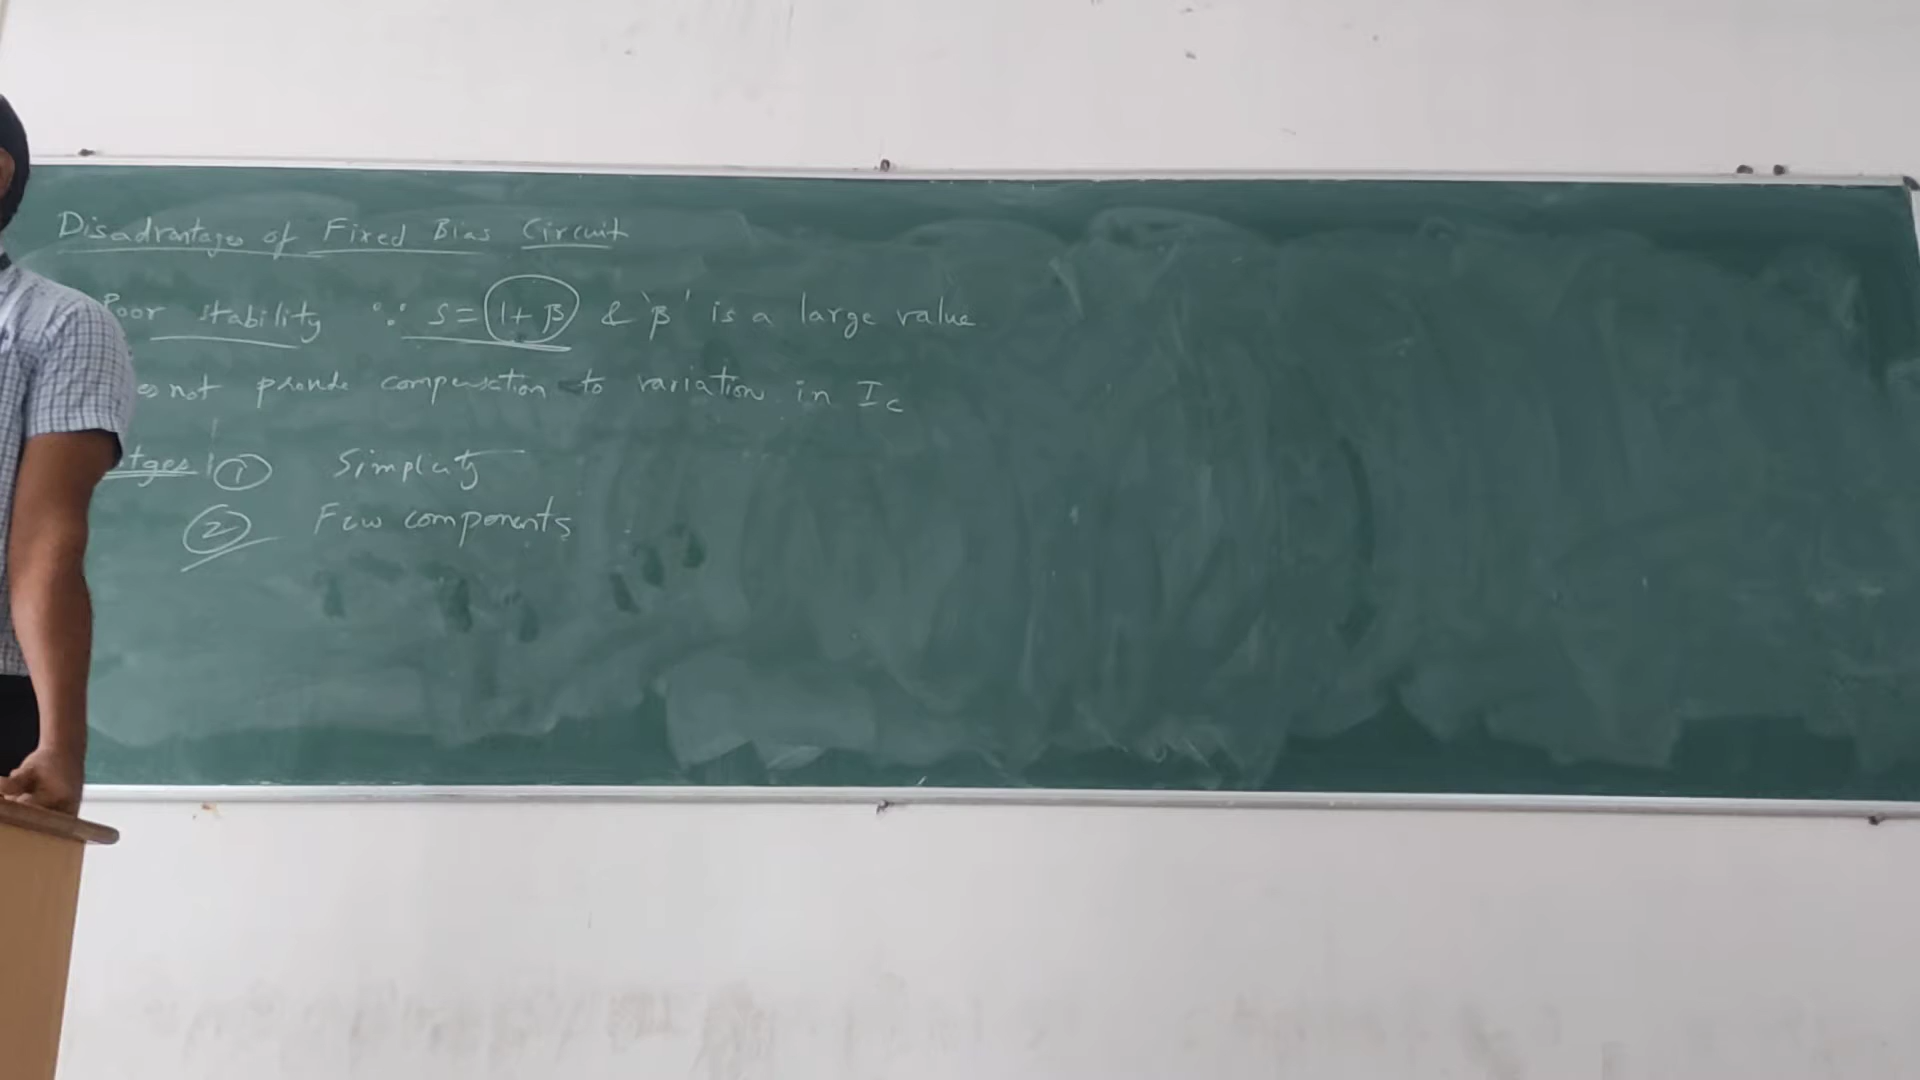 Disadvantages of Fixed Bias Circuit
Poor stability ∵ S = 1+β & 'β' is a large value
not provide compensation to variation in Ic
tges ① Simplicity
② Few components